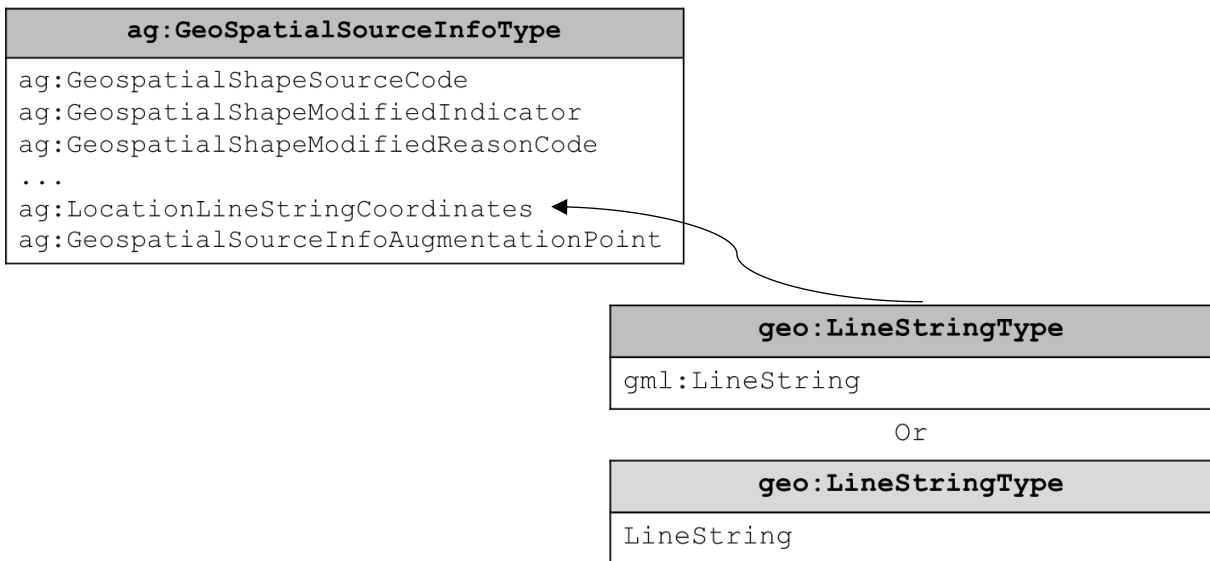 ag:GeoSpatialSourceInfoType
ag:GeospatialShapeSourceCode
ag:GeospatialShapeModifiedIndicator
ag:GeospatialShapeModifiedReasonCode
...
ag:LocationLineStringCoordinates
ag:GeospatialSourceInfoAugmentationPoint
geo:LineStringType
gml:LineString
Or
geo:LineStringType
LineString